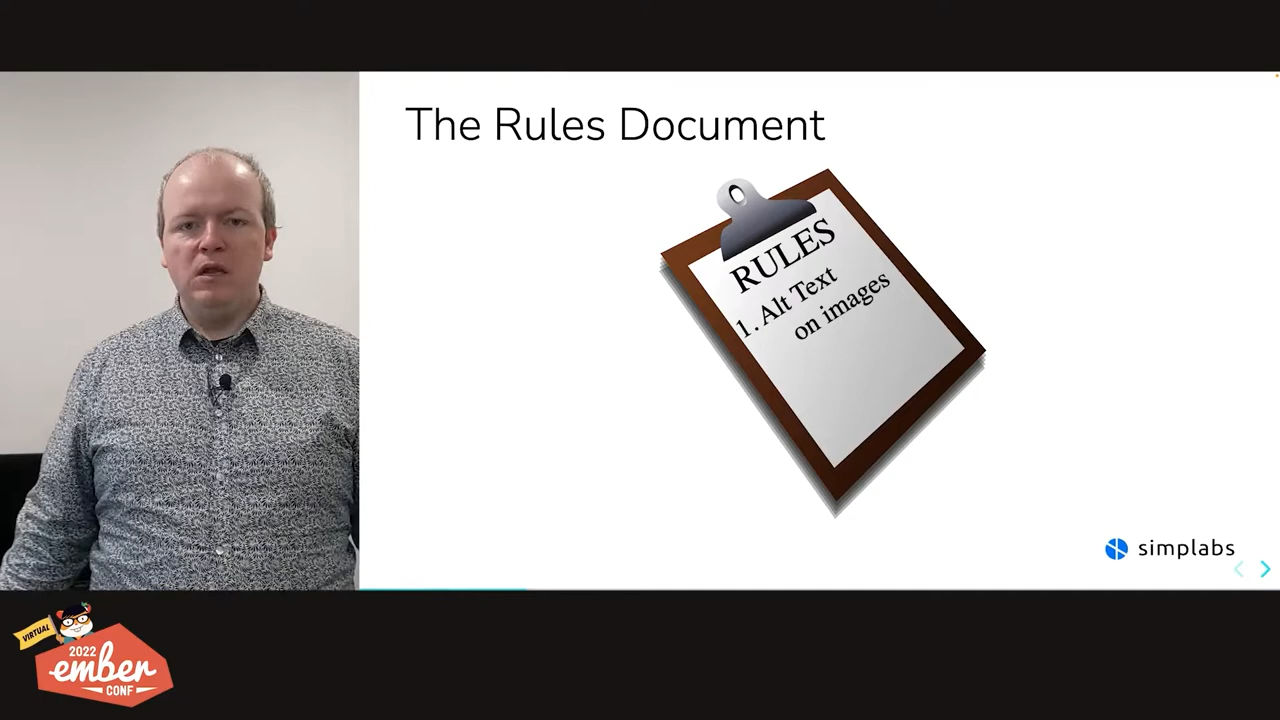 The Rules Document
RULES
1. Alt Text
on images
simplabs
VIRTUAL
2022
ember
CONF